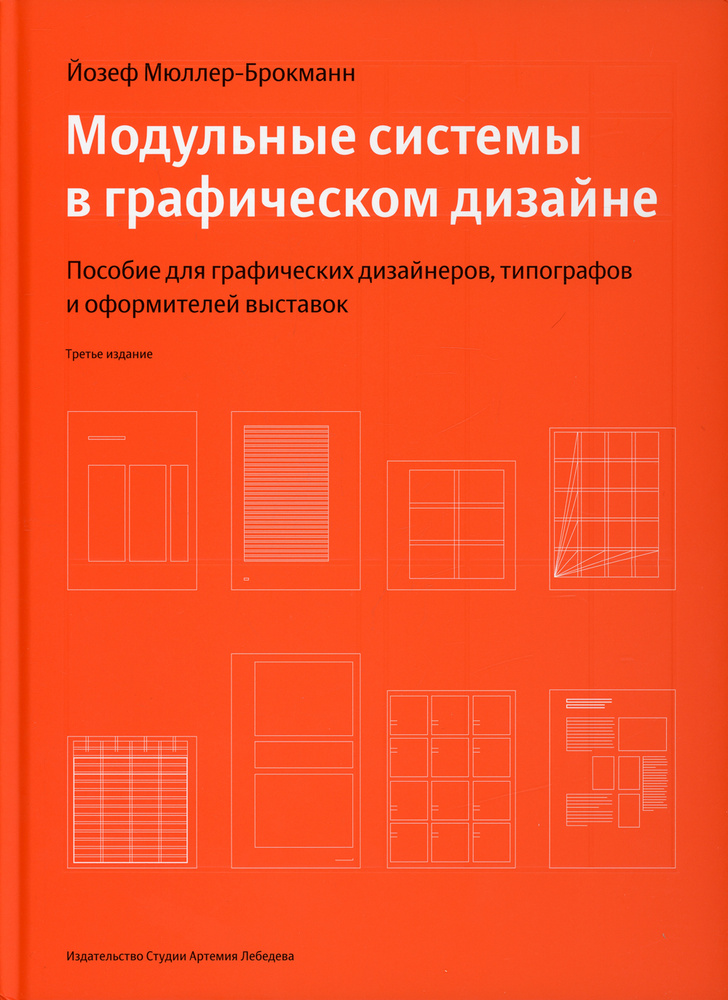 Йозеф Мюллер-Брокманн
Модульные системы
в графическом дизайне
Пособие для графических дизайнеров, типографов
и оформителей выставок
Третье издание
Издательство Студии Артемия Лебедева